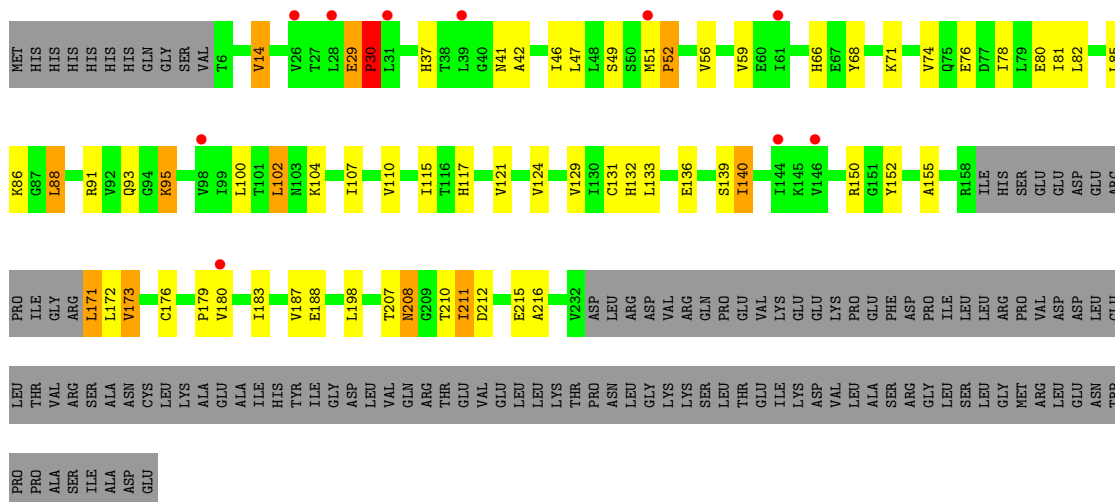 MET HIS HIS HIS HIS HIS HIS GLN GLY SER VAL T6 V14 V26 T27 L28 E29 P30 L31 H37 T38 L39 G40 N41 A42 I46 L47 L48 S49 S50 M51 P52 V56 V59 E60 I61 H66 E67 Y68 K71 V74 Q75 E76 D77 I78 L79 E80 I81 L82 L85
K86 G87 L88 R91 V92 Q93 G94 K95 V98 I99 L100 T101 L102 N103 K104 I107 V110 I115 T116 H117 V121 V124 V129 I130 C131 H132 L133 E136 S139 I140 I144 K145 V146 R150 G151 Y152 A155 R158 ILE HIS SER GLU GLU ASP GLU ARG
PRO ILE GLY ARG L171 L172 V173 C176 P179 V180 I183 V187 E188 L198 T207 N208 G209 T210 I211 D212 E215 A216 V232 ASP LEU ARG ASP VAL ARG GLN PRO GLU VAL LYS GLU GLU LYS PRO GLU PHE ASP PRO ILE LEU LEU ARG PRO VAL ASP ASP LEU GLU
LEU THR VAL ARG SER ALA ASN CYS LEU LYS ALA GLU ALA ILE HIS TYR ILE GLY ASP LEU VAL GLN ARG THR GLU VAL GLU LEU LEU LYS THR PRO ASN LEU GLY LYS LYS SER LEU THR GLU ILE LYS ASP VAL LEU ALA SER ARG GLY LEU SER LEU GLY MET ARG LEU GLU ASN TRP
PRO PRO ALA SER ILE ALA ASP GLU